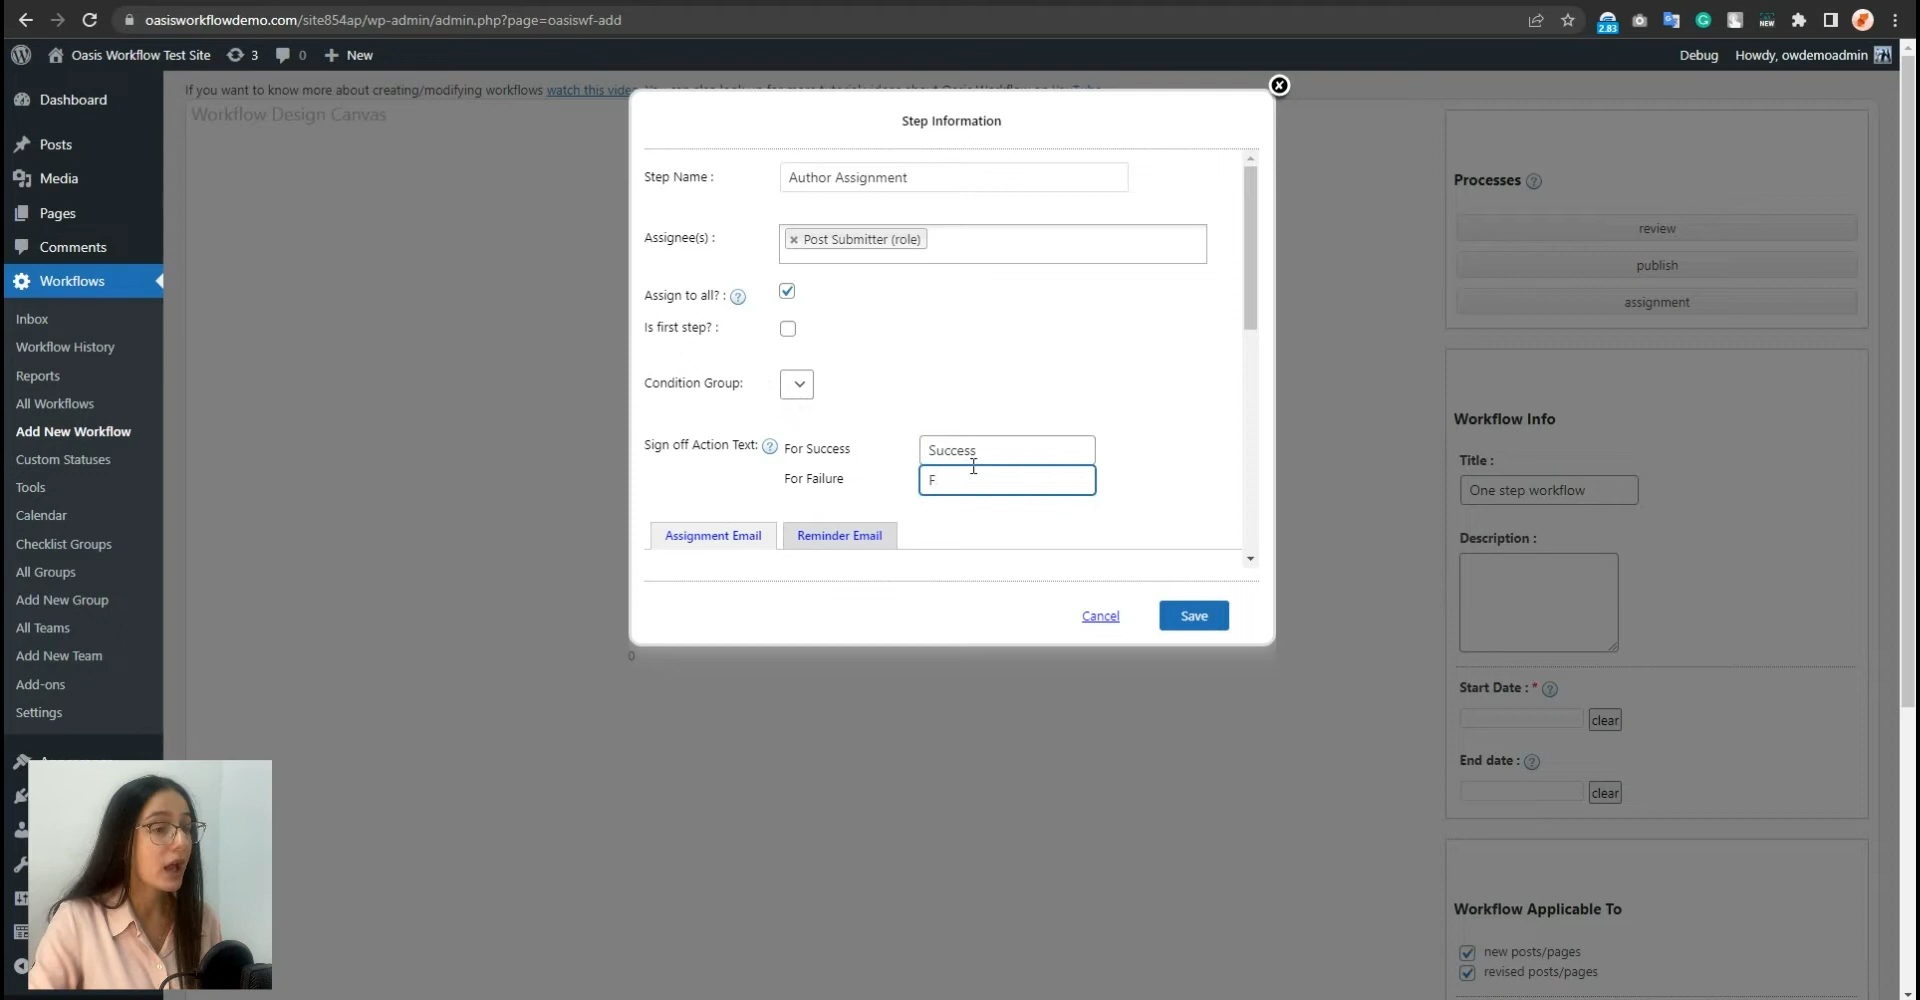 oasisworkflowdemo.com/site854ap/wp-admin/admin.php?page=oasiswf-add
2.83
NEW
Oasis Workflow Test Site
3
0
New
Debug
Howdy, owdemoadmin
If you want to know more about creating/modifying workflows watch this video
Workflow Design Canvas
Dashboard
Posts
Media
Pages
Comments
Workflows
Inbox
Workflow History
Reports
All Workflows
Add New Workflow
Custom Statuses
Tools
Calendar
Checklist Groups
All Groups
Add New Group
All Teams
Add New Team
Add-ons
Settings
Step Information
Step Name :
Author Assignment
Assignee(s) :
× Post Submitter (role)
Assign to all? : ?
Is first step? :
Condition Group:
Sign off Action Text: ?
For Success
Success
For Failure
F
Assignment Email
Reminder Email
Cancel
Save
0
Processes ?
review
publish
assignment
Workflow Info
Title :
One step workflow
Description :
Start Date : * ?
clear
End date : ?
clear
Workflow Applicable To
new posts/pages
revised posts/pages